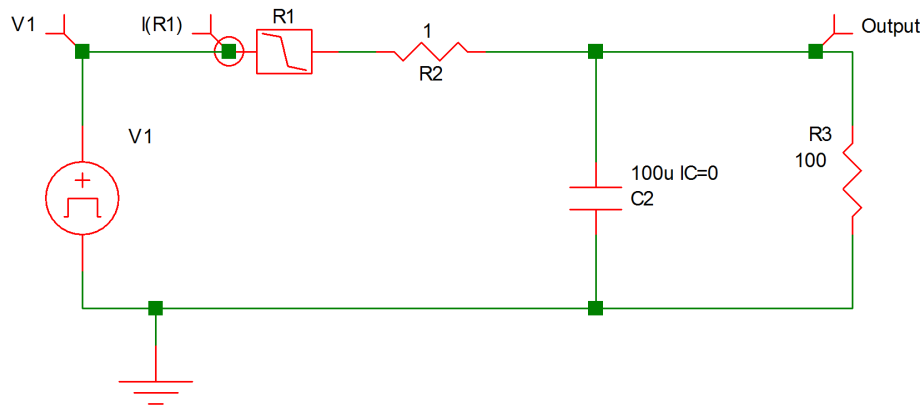 V1
I(R1)
R1
1
R2
Output
V1
R3
100
100u IC=0
C2